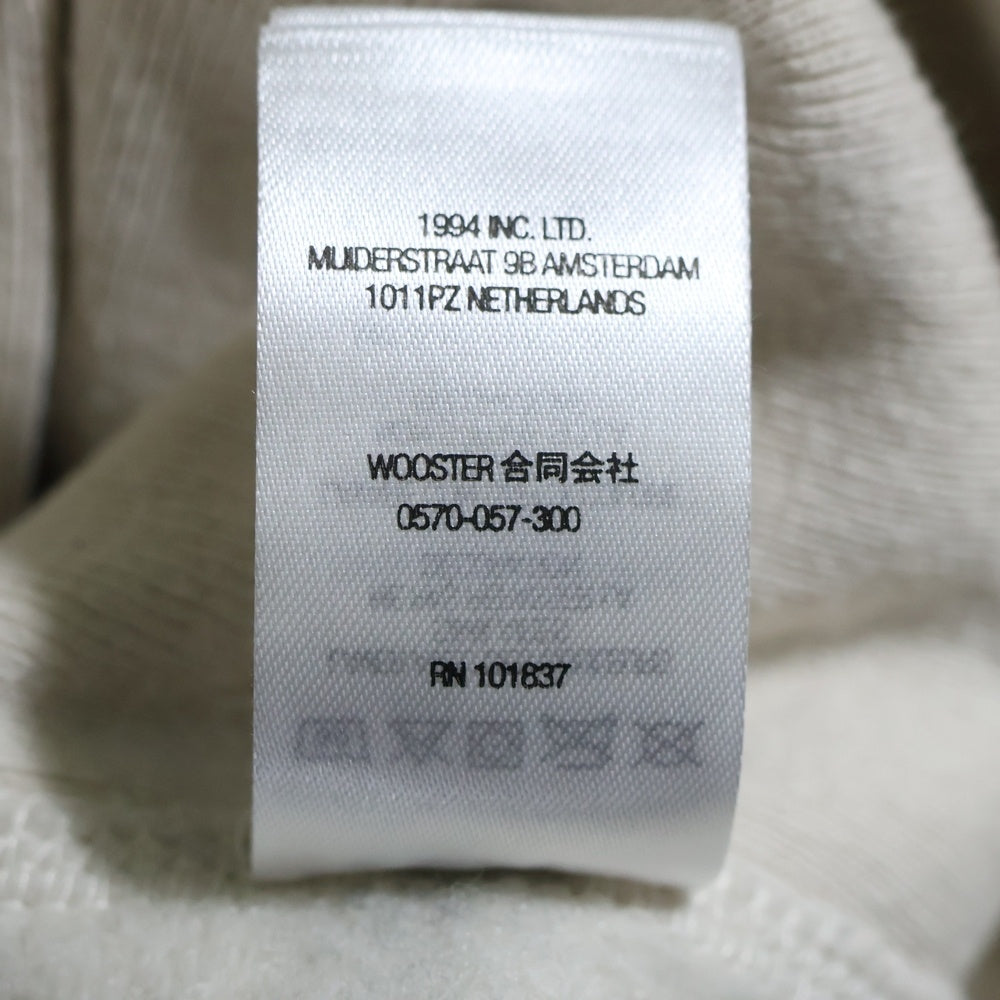 1994 INC. LTD.
MUIDERSTRAAT 9B AMSTERDAM
1011PZ NETHERLANDS
WOOSTER 合同会社
0570-057-300
RN 101837